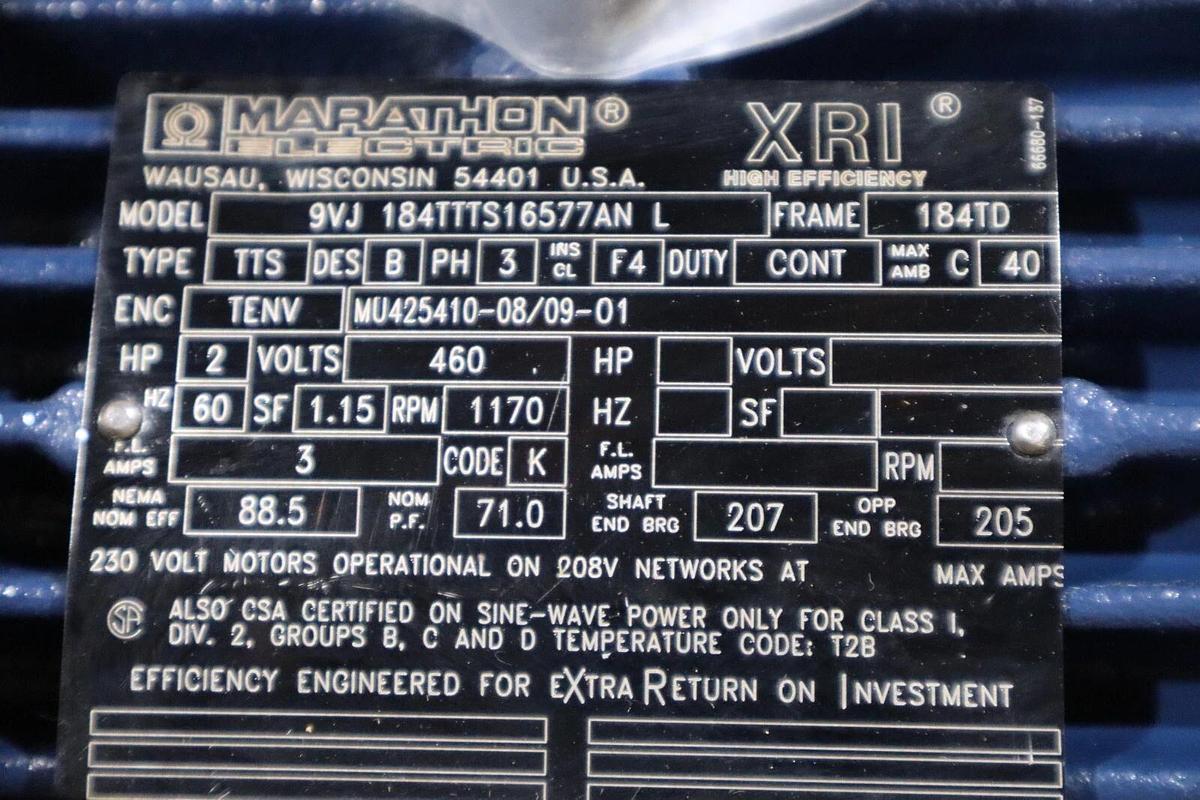 MARATHON® XRI®
ELECTRIC
WAUSAU, WISCONSIN 54401 U.S.A. HIGH EFFICIENCY
66680-137
MODEL 9VJ 184TTTS16577AN L FRAME 184TD
TYPE TTS DES B PH 3 INS CL F4 DUTY CONT MAX AMB C 40
ENC TENV MU425410-08/09-01
HP 2 VOLTS 460 HP VOLTS
HZ 60 SF 1.15 RPM 1170 HZ SF
F.L. AMPS 3 CODE K F.L. AMPS RPM
NEMA NOM EFF 88.5 NOM P.F. 71.0 SHAFT END BRG 207 OPP END BRG 205
230 VOLT MOTORS OPERATIONAL ON 208V NETWORKS AT MAX AMPS
SA ALSO CSA CERTIFIED ON SINE-WAVE POWER ONLY FOR CLASS I,
DIV. 2, GROUPS B, C AND D TEMPERATURE CODE: T2B
EFFICIENCY ENGINEERED FOR eXTRA RETURN ON INVESTMENT